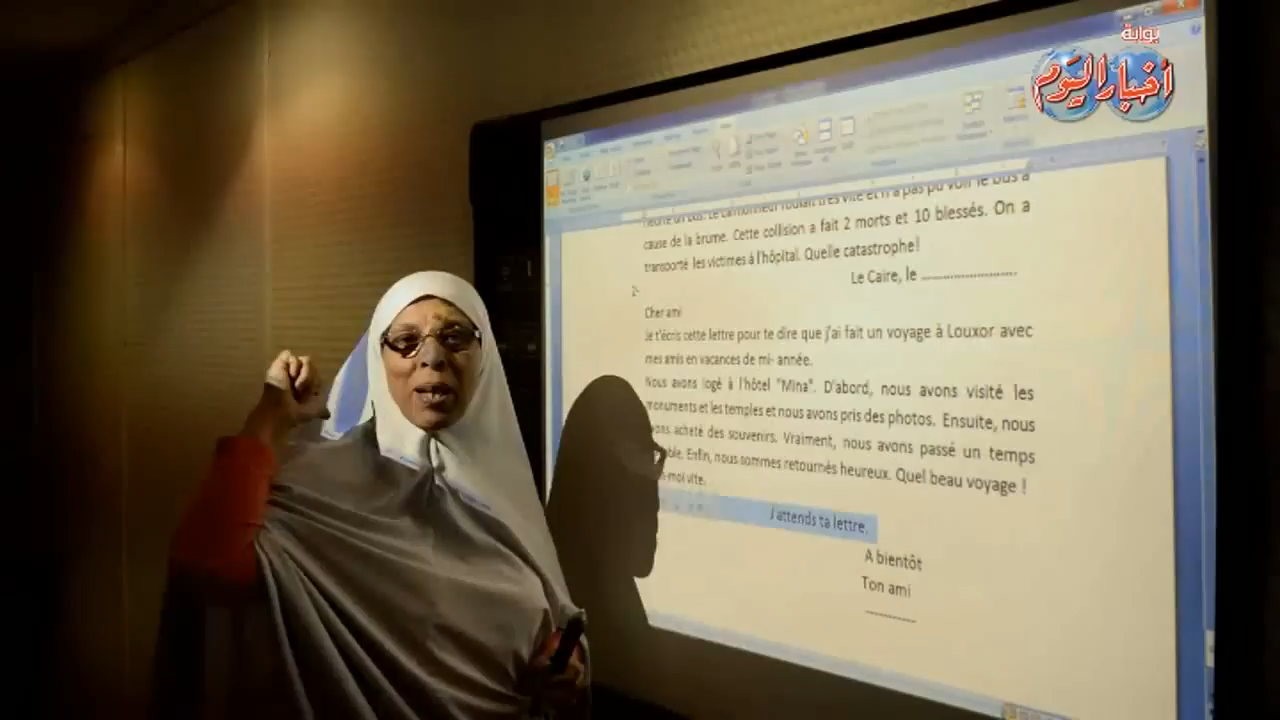 بوابة
أخبار اليوم
cause de la brume. Cette collision a fait 2 morts et 10 blessés. On a
transporté les victimes à l'hôpital. Quelle catastrophe!
Le Caire, le ........................
2-
Cher ami
Je t'écris cette lettre pour te dire que j'ai fait un voyage à Louxor avec
mes amis en vacances de mi- année.
Nous avons logé à l'hôtel "Mina". D'abord, nous avons visité les
monuments et les temples et nous avons pris des photos. Ensuite, nous
acheté des souvenirs. Vraiment, nous avons passé un temps
Enfin, nous sommes retournés heureux. Quel beau voyage !
moi vite.
J'attends ta lettre.
A bientôt
Ton ami
..............